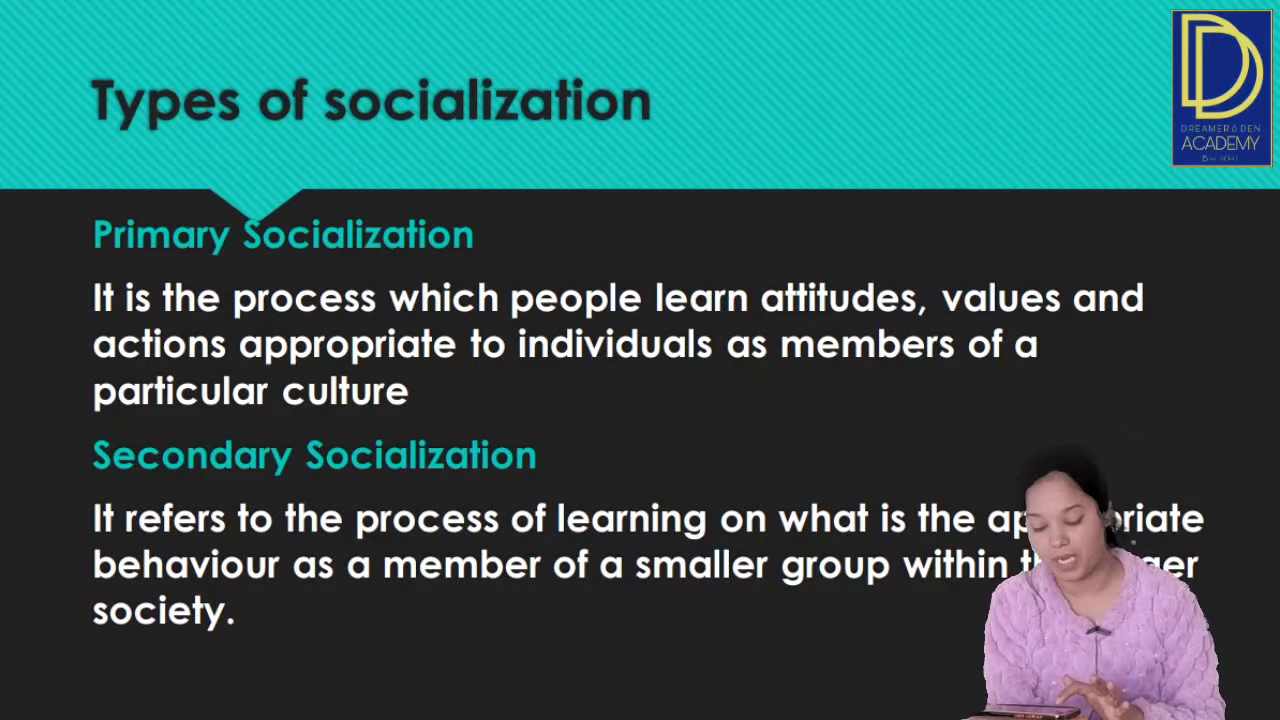 Types of socialization
DREAMER'S DEN
ACADEMY
Primary Socialization
It is the process which people learn attitudes, values and
actions appropriate to individuals as members of a
particular culture
Secondary Socialization
It refers to the process of learning on what is the
behaviour as a member of a smaller group within
society.